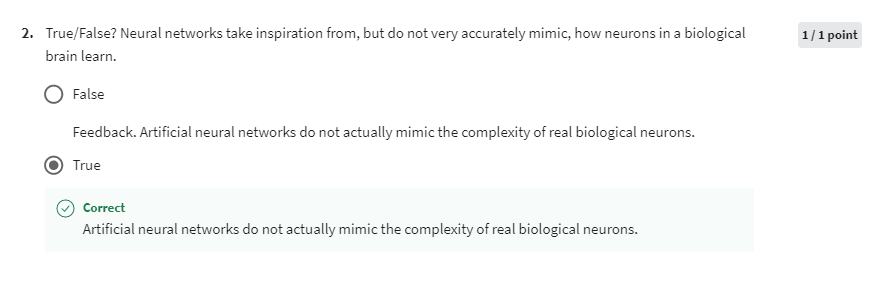 2. True/False? Neural networks take inspiration from, but do not very accurately mimic, how neurons in a biological
brain learn.
1 / 1 point
False
Feedback. Artificial neural networks do not actually mimic the complexity of real biological neurons.
True
Correct
Artificial neural networks do not actually mimic the complexity of real biological neurons.